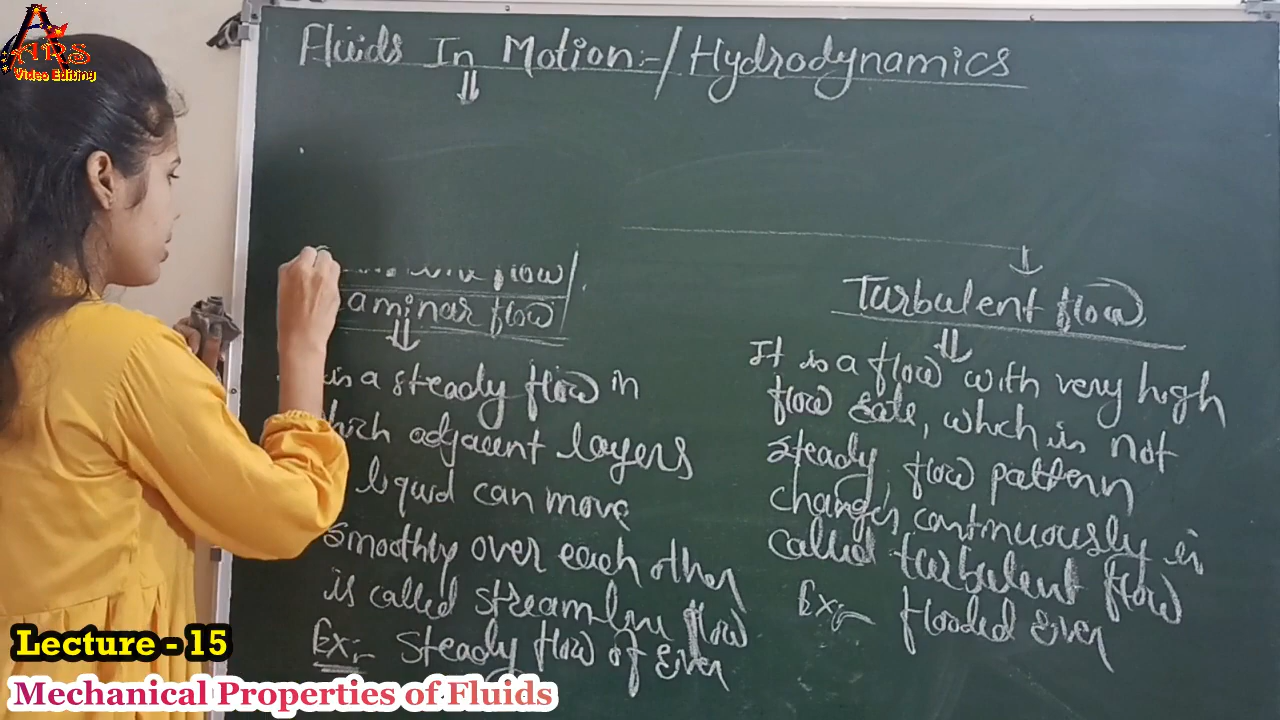 ARS
Video Editing
Fluids In Motion:-/Hydrodynamics
flow
aminar flow
is a steady flow in
hich adjacent layers
liquid can move
smoothly over each other
is called streamline flow
Ex:- Steady flow of river
Turbulent flow
It is a flow with very high
flow rate, which is not
steady, flow pattern
changes continuously is
called turbulent flow
Ex:- flooded river
Lecture - 15
Mechanical Properties of Fluids